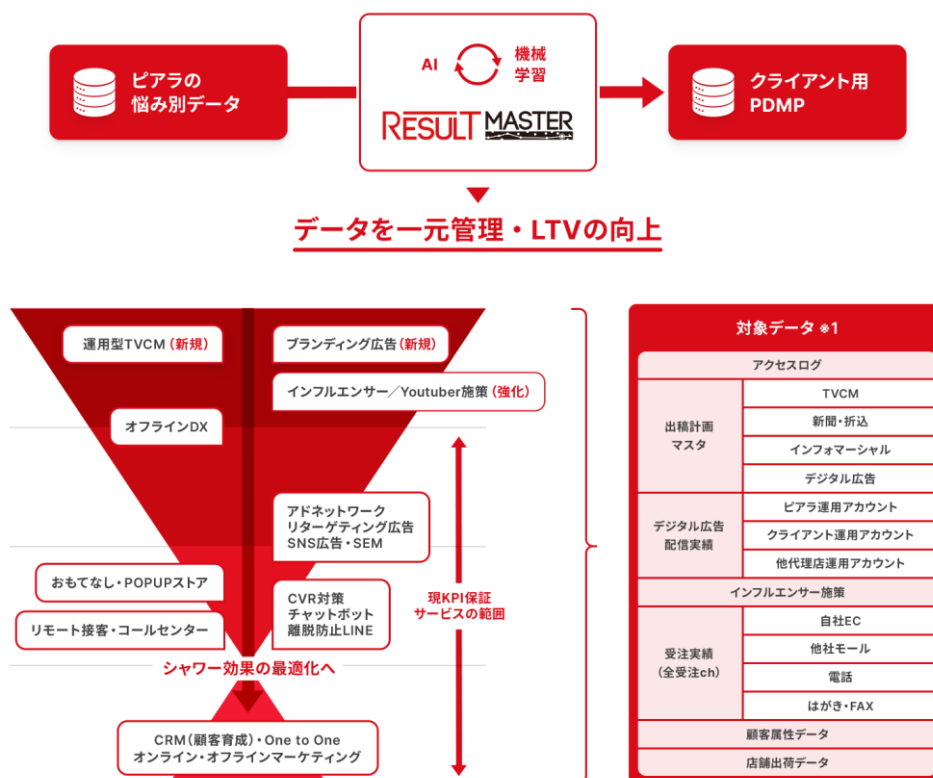 ピアラの
悩み別データ
AI
機械
学習
RESULT MASTER
クライアント用
PDMP
データを一元管理・LTVの向上
運用型TVCM(新規)
ブランディング広告(新規)
インフルエンサー／Youtuber施策(強化)
オフラインDX
アドネットワーク
リターゲティング広告
SNS広告・SEM
おもてなし・POPUPストア
リモート接客・コールセンター
CVR対策
チャットボット
離脱防止LINE
現KPI保証
サービスの範囲
シャワー効果の最適化へ
CRM(顧客育成)・One to One
オンライン・オフラインマーケティング
対象データ ※1
アクセスログ
出稿計画
マスタ
TVCM
新聞・折込
インフォマーシャル
デジタル広告
デジタル広告
配信実績
ピアラ運用アカウント
クライアント運用アカウント
他代理店運用アカウント
インフルエンサー施策
受注実績
(全受注ch)
自社EC
他社モール
電話
はがき・FAX
顧客属性データ
店舗出荷データ